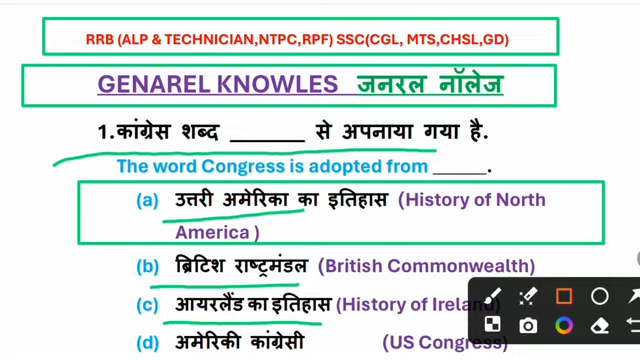 RRB (ALP & TECHNICIAN,NTPC,RPF) SSC(CGL, MTS,CHSL,GD)
GENAREL KNOWLES जनरल नॉलेज
1.कांग्रेस शब्द ______ से अपनाया गया है.
The word Congress is adopted from ______.
(a) उत्तरी अमेरिका का इतिहास (History of North
America )
(b) ब्रिटिश राष्ट्रमंडल (British Commonwealth)
(c) आयरलैंड का इतिहास (History of Ireland)
(d) अमेरिकी कांग्रेसी (US Congress)